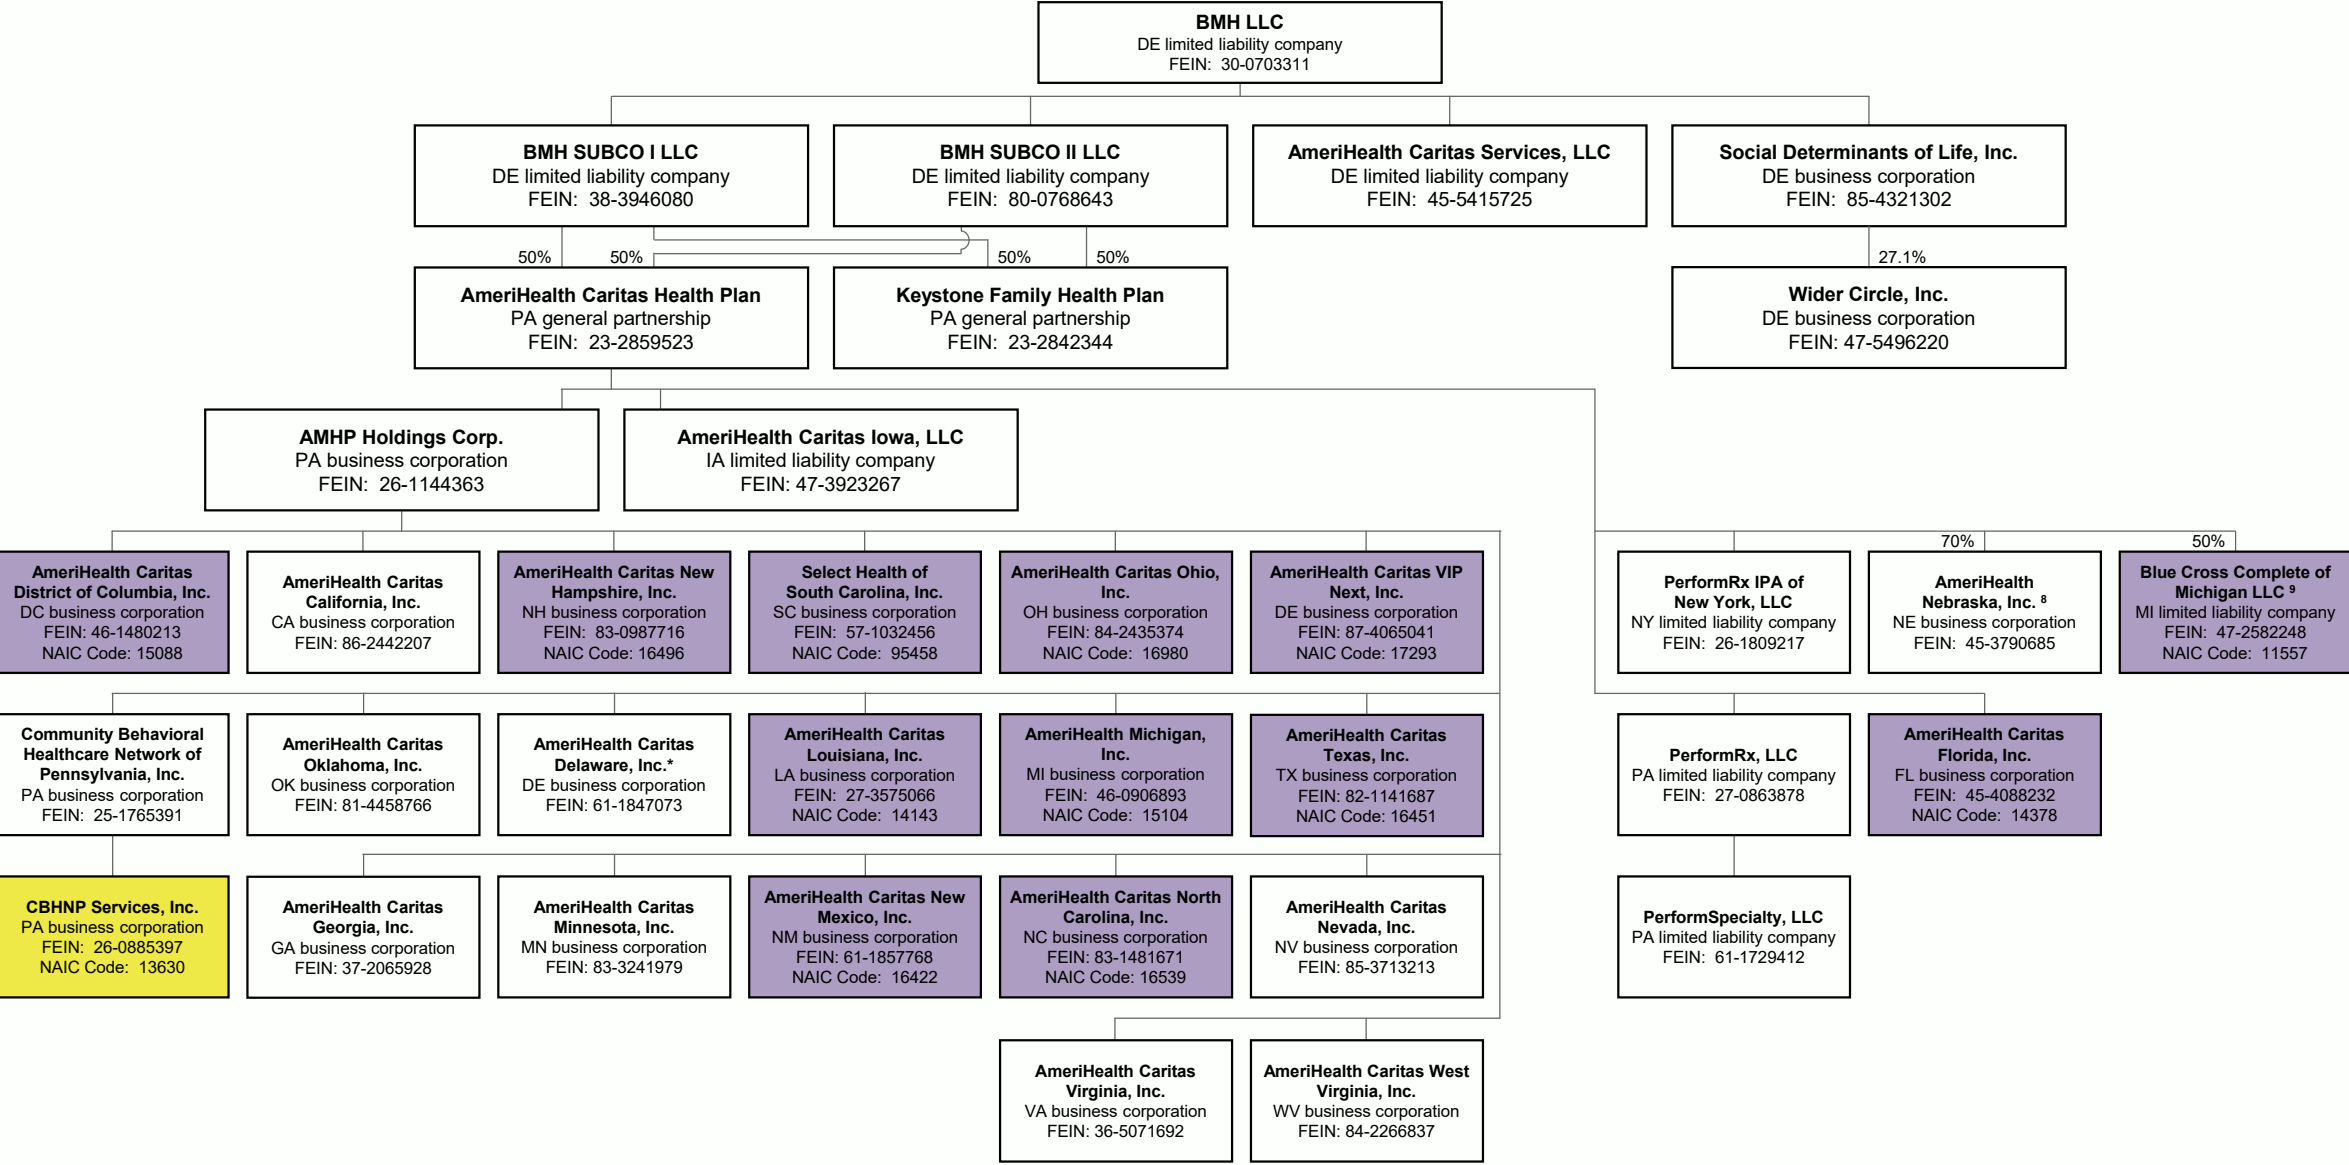 BMH LLC
DE limited liability company
FEIN: 30-0703311
BMH SUBCO I LLC
DE limited liability company
FEIN: 38-3946080
BMH SUBCO II LLC
DE limited liability company
FEIN: 80-0768643
AmeriHealth Caritas Services, LLC
DE limited liability company
FEIN: 45-5415725
Social Determinants of Life, Inc.
DE business corporation
FEIN: 85-4321302
50%
50%
50%
50%
27.1%
AmeriHealth Caritas Health Plan
PA general partnership
FEIN: 23-2859523
Keystone Family Health Plan
PA general partnership
FEIN: 23-2842344
Wider Circle, Inc.
DE business corporation
FEIN: 47-5496220
AMHP Holdings Corp.
PA business corporation
FEIN: 26-1144363
AmeriHealth Caritas Iowa, LLC
IA limited liability company
FEIN: 47-3923267
70%
50%
AmeriHealth Caritas
District of Columbia, Inc.
DC business corporation
FEIN: 46-1480213
NAIC Code: 15088
AmeriHealth Caritas
California, Inc.
CA business corporation
FEIN: 86-2442207
AmeriHealth Caritas New
Hampshire, Inc.
NH business corporation
FEIN: 83-0987716
NAIC Code: 16496
Select Health of
South Carolina, Inc.
SC business corporation
FEIN: 57-1032456
NAIC Code: 95458
AmeriHealth Caritas Ohio,
Inc.
OH business corporation
FEIN: 84-2435374
NAIC Code: 16980
AmeriHealth Caritas VIP
Next, Inc.
DE business corporation
FEIN: 87-4065041
NAIC Code: 17293
PerformRx IPA of
New York, LLC
NY limited liability company
FEIN: 26-1809217
AmeriHealth
Nebraska, Inc. 8
NE business corporation
FEIN: 45-3790685
Blue Cross Complete of
Michigan LLC 9
MI limited liability company
FEIN: 47-2582248
NAIC Code: 11557
Community Behavioral
Healthcare Network of
Pennsylvania, Inc.
PA business corporation
FEIN: 25-1765391
AmeriHealth Caritas
Oklahoma, Inc.
OK business corporation
FEIN: 81-4458766
AmeriHealth Caritas
Delaware, Inc.*
DE business corporation
FEIN: 61-1847073
AmeriHealth Caritas
Louisiana, Inc.
LA business corporation
FEIN: 27-3575066
NAIC Code: 14143
AmeriHealth Michigan,
Inc.
MI business corporation
FEIN: 46-0906893
NAIC Code: 15104
AmeriHealth Caritas
Texas, Inc.
TX business corporation
FEIN: 82-1141687
NAIC Code: 16451
PerformRx, LLC
PA limited liability company
FEIN: 27-0863878
AmeriHealth Caritas
Florida, Inc.
FL business corporation
FEIN: 45-4088232
NAIC Code: 14378
CBHNP Services, Inc.
PA business corporation
FEIN: 26-0885397
NAIC Code: 13630
AmeriHealth Caritas
Georgia, Inc.
GA business corporation
FEIN: 37-2065928
AmeriHealth Caritas
Minnesota, Inc.
MN business corporation
FEIN: 83-3241979
AmeriHealth Caritas New
Mexico, Inc.
NM business corporation
FEIN: 61-1857768
NAIC Code: 16422
AmeriHealth Caritas North
Carolina, Inc.
NC business corporation
FEIN: 83-1481671
NAIC Code: 16539
AmeriHealth Caritas
Nevada, Inc.
NV business corporation
FEIN: 85-3713213
PerformSpecialty, LLC
PA limited liability company
FEIN: 61-1729412
AmeriHealth Caritas
Virginia, Inc.
VA business corporation
FEIN: 36-5071692
AmeriHealth Caritas West
Virginia, Inc.
WV business corporation
FEIN: 84-2266837